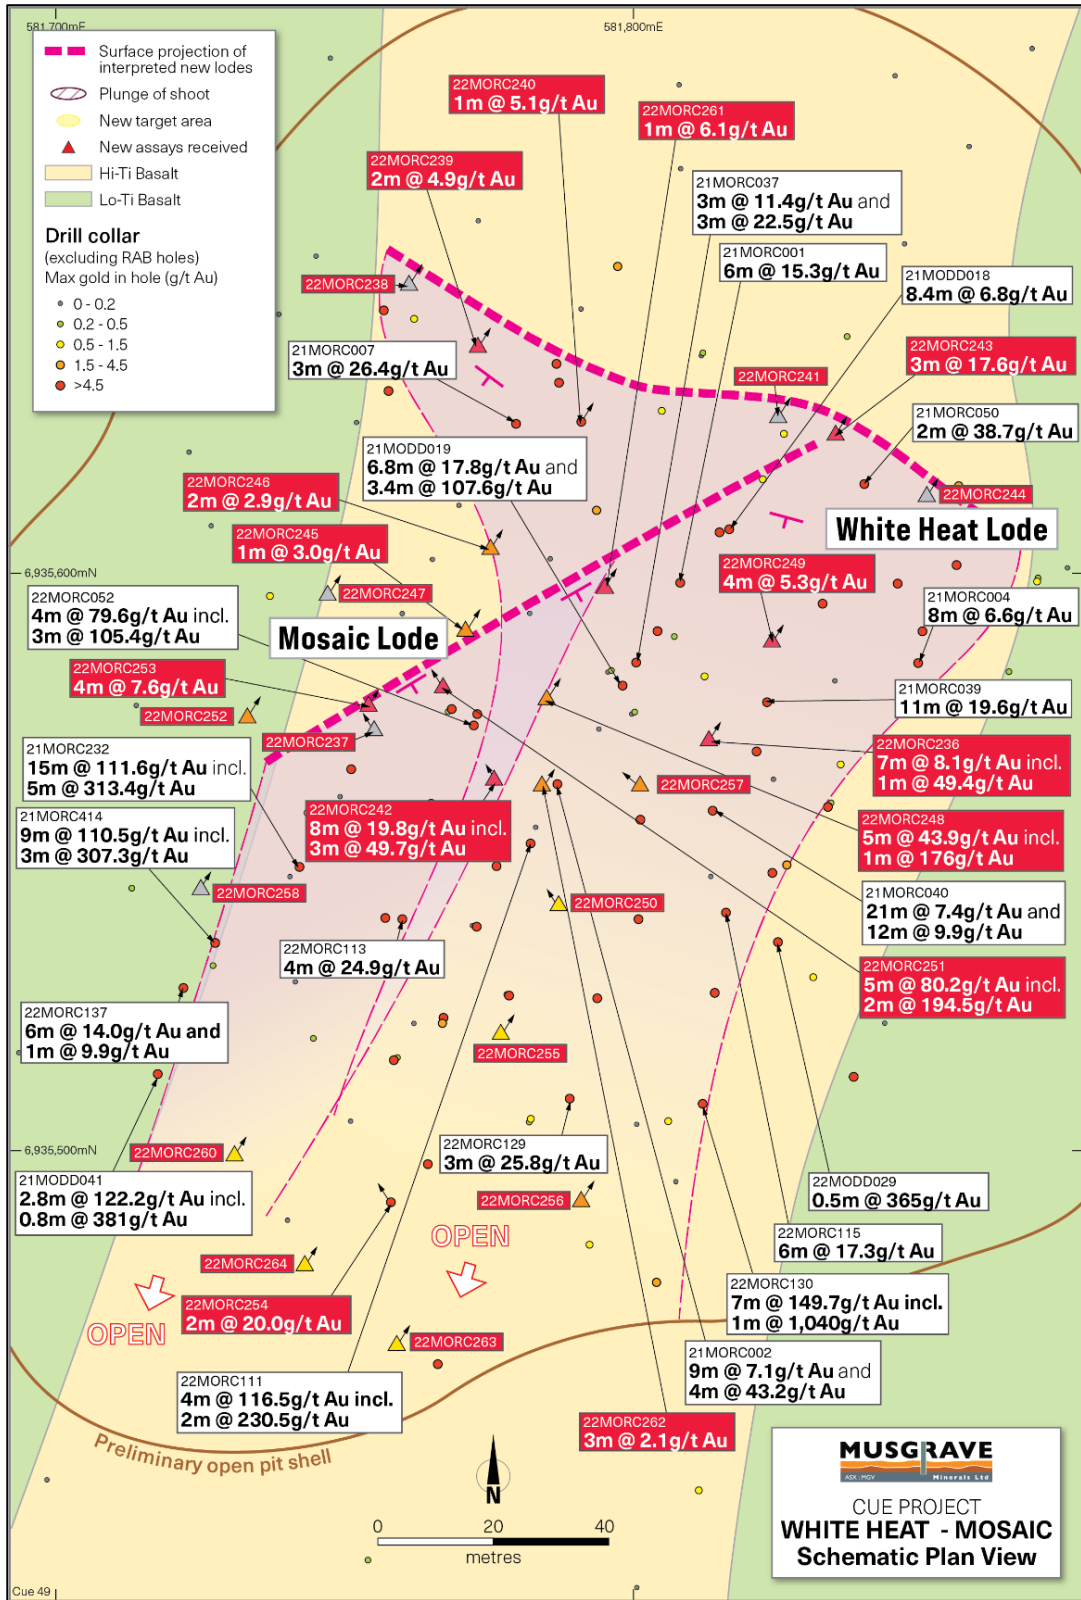 581,700mE
581,800mE
Surface projection of
interpreted new lodes
Plunge of shoot
New target area
New assays received
Hi-Ti Basalt
Lo-Ti Basalt
Drill collar
(excluding RAB holes)
Max gold in hole (g/t Au)
0 - 0.2
0.2 - 0.5
0.5 - 1.5
1.5 - 4.5
>4.5
22MORC240
1m @ 5.1g/t Au
22MORC261
1m @ 6.1g/t Au
22MORC239
2m @ 4.9g/t Au
21MORC037
3m @ 11.4g/t Au and
3m @ 22.5g/t Au
21MORC001
6m @ 15.3g/t Au
21MODD018
8.4m @ 6.8g/t Au
22MORC238
21MORC007
3m @ 26.4g/t Au
22MORC243
3m @ 17.6g/t Au
22MORC241
21MORC050
2m @ 38.7g/t Au
21MODD019
6.8m @ 17.8g/t Au and
3.4m @ 107.6g/t Au
22MORC246
2m @ 2.9g/t Au
22MORC244
White Heat Lode
22MORC245
1m @ 3.0g/t Au
22MORC249
4m @ 5.3g/t Au
6,935,600mN
22MORC247
22MORC052
4m @ 79.6g/t Au incl.
3m @ 105.4g/t Au
21MORC004
8m @ 6.6g/t Au
Mosaic Lode
22MORC253
4m @ 7.6g/t Au
21MORC039
11m @ 19.6g/t Au
22MORC252
22MORC237
22MORC236
7m @ 8.1g/t Au incl.
1m @ 49.4g/t Au
21MORC232
15m @ 111.6g/t Au incl.
5m @ 313.4g/t Au
22MORC257
22MORC242
8m @ 19.8g/t Au incl.
3m @ 49.7g/t Au
21MORC414
9m @ 110.5g/t Au incl.
3m @ 307.3g/t Au
22MORC248
5m @ 43.9g/t Au incl.
1m @ 176g/t Au
22MORC258
22MORC250
21MORC040
21m @ 7.4g/t Au and
12m @ 9.9g/t Au
22MORC113
4m @ 24.9g/t Au
22MORC251
5m @ 80.2g/t Au incl.
2m @ 194.5g/t Au
22MORC137
6m @ 14.0g/t Au and
1m @ 9.9g/t Au
22MORC255
22MORC129
3m @ 25.8g/t Au
6,935,500mN
22MORC260
21MODD041
2.8m @ 122.2g/t Au incl.
0.8m @ 381g/t Au
22MODD029
0.5m @ 365g/t Au
22MORC256
22MORC115
6m @ 17.3g/t Au
OPEN
22MORC264
22MORC130
7m @ 149.7g/t Au incl.
1m @ 1,040g/t Au
22MORC254
2m @ 20.0g/t Au
OPEN
22MORC263
21MORC002
9m @ 7.1g/t Au and
4m @ 43.2g/t Au
22MORC111
4m @ 116.5g/t Au incl.
2m @ 230.5g/t Au
22MORC262
3m @ 2.1g/t Au
Preliminary open pit shell
N
0 20 40
metres
MUSGRAVE
ASX : MGV Minerals Ltd
CUE PROJECT
WHITE HEAT - MOSAIC
Schematic Plan View
Cue 49